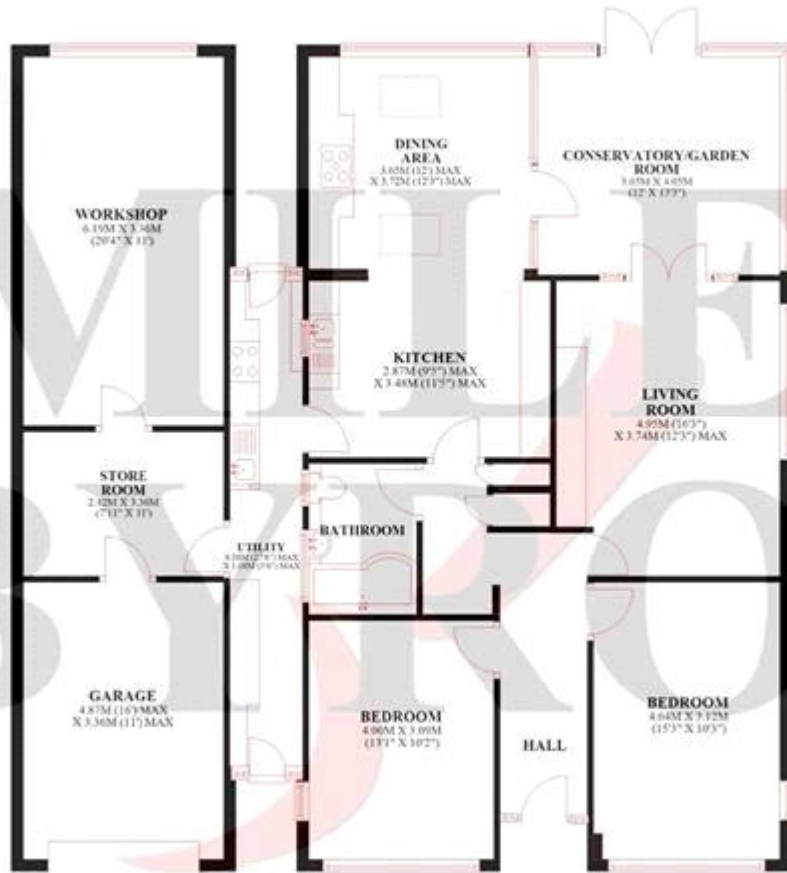 WORKSHOP
6.19M X 3.36M
(20'4" X 11')
DINING
AREA
3.65M (12') MAX
X 3.72M (12'3") MAX
CONSERVATORY/GARDEN
ROOM
3.65M X 4.05M
(12' X 13'3")
KITCHEN
2.87M (9'5") MAX
X 3.48M (11'5") MAX
LIVING
ROOM
4.95M (16'3")
X 3.74M (12'3") MAX
STORE
ROOM
2.42M X 3.36M
(7'11" X 11')
BATHROOM
UTILITY
GARAGE
4.87M (16') MAX
X 3.36M (11') MAX
BEDROOM
4.00M X 3.09M
(13'1" X 10'2")
HALL
BEDROOM
4.64M X 3.12M
(15'3" X 10'3")
MILE
BYRO